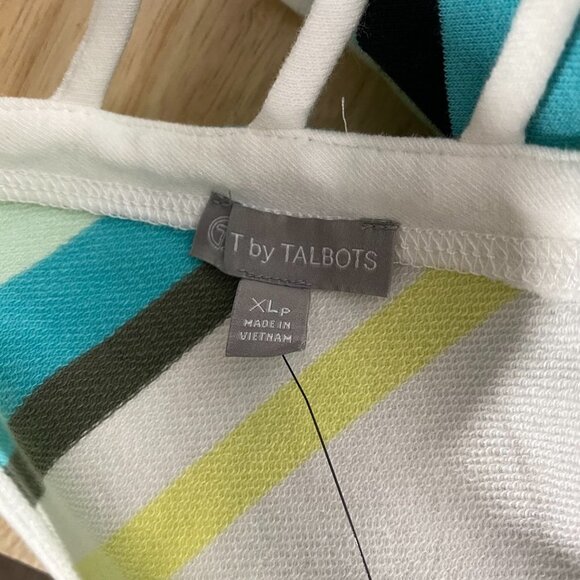 T by TALBOTS
XLP
MADE IN
VIETNAM